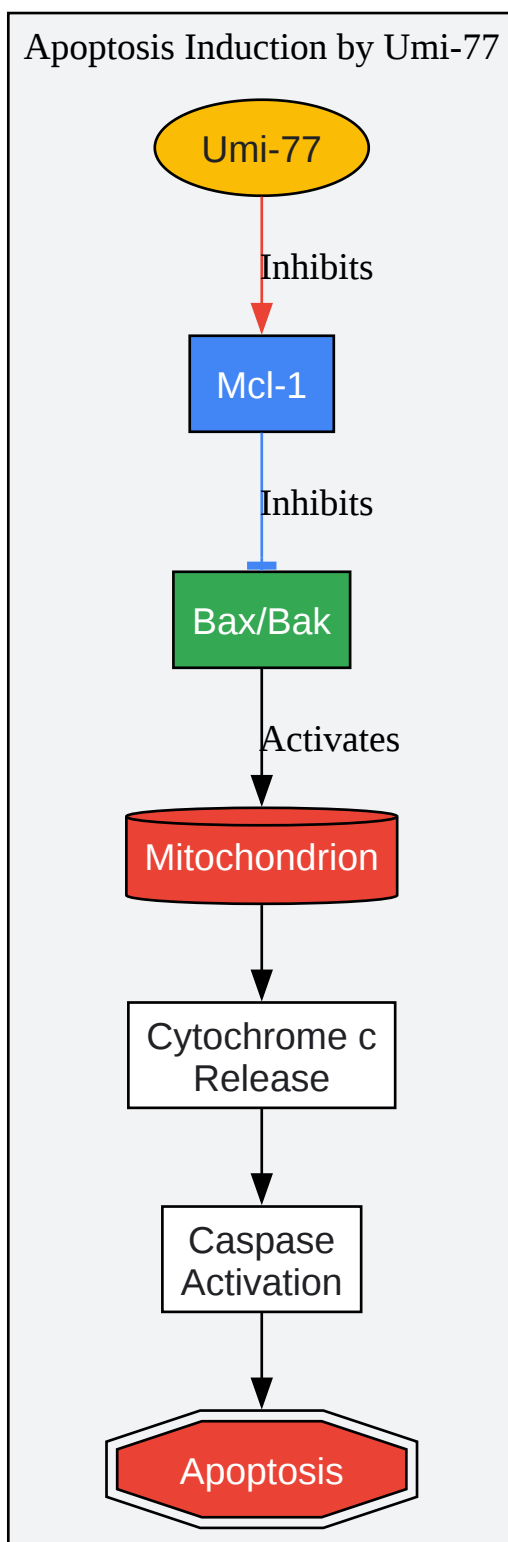 Apoptosis Induction by Umi-77
Umi-77
Inhibits
Mcl-1
Inhibits
Bax/Bak
Activates
Mitochondrion
Cytochrome c
Release
Caspase
Activation
Apoptosis